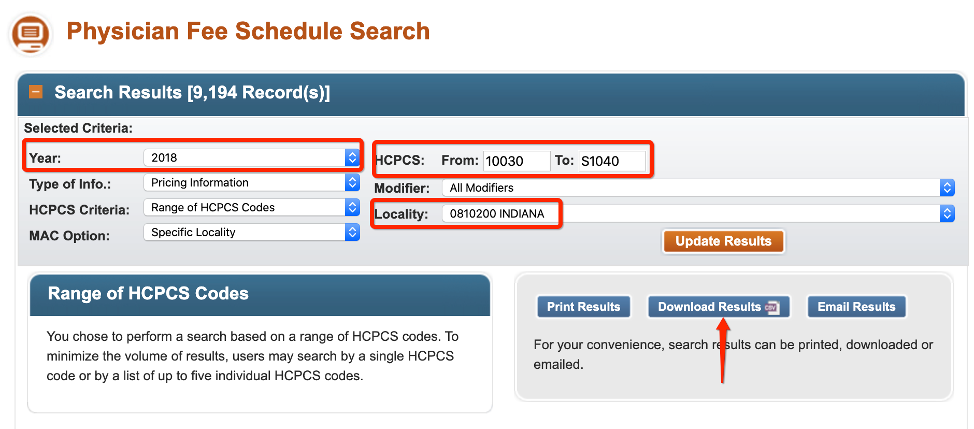 Physician Fee Schedule Search
Search Results [9,194 Record(s)]
Selected Criteria:
Year: 2018
HCPCS: From: 10030 To: S1040
Type of Info.: Pricing Information
Modifier: All Modifiers
HCPCS Criteria: Range of HCPCS Codes
Locality: 0810200 INDIANA
MAC Option: Specific Locality
Update Results
Range of HCPCS Codes
You chose to perform a search based on a range of HCPCS codes. To
minimize the volume of results, users may search by a single HCPCS
code or by a list of up to five individual HCPCS codes.
Print Results Download Results CSV Email Results
For your convenience, search results can be printed, downloaded or
emailed.